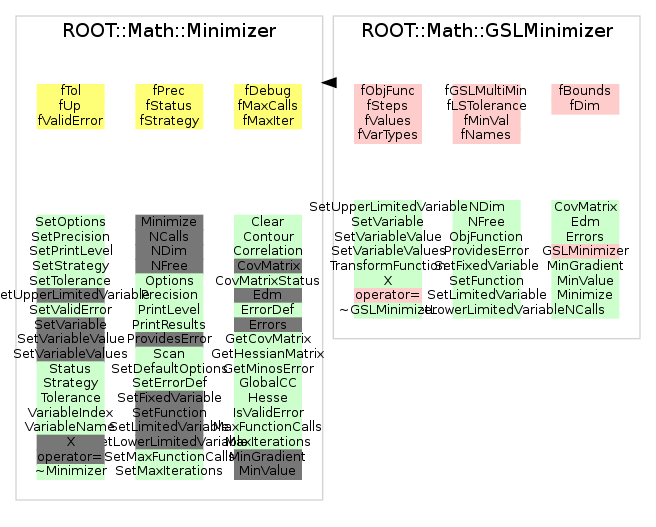 ROOT::Math::Minimizer
fTol
fUp
fValidError
fPrec
fStatus
fStrategy
fDebug
fMaxCalls
fMaxIter
SetOptions
SetPrecision
SetPrintLevel
SetStrategy
SetTolerance
SetUpperLimitedVariable
SetValidError
SetVariable
SetVariableValue
SetVariableValues
Status
Strategy
Tolerance
VariableIndex
VariableName
X
operator=
~Minimizer
Minimize
NCalls
NDim
NFree
Options
Precision
PrintLevel
PrintResults
ProvidesError
Scan
SetDefaultOptions
SetErrorDef
SetFixedVariable
SetFunction
SetLimitedVariable
SetLowerLimitedVariable
SetMaxFunctionCalls
SetMaxIterations
Clear
Contour
Correlation
CovMatrix
CovMatrixStatus
Edm
ErrorDef
Errors
GetCovMatrix
GetHessianMatrix
GetMinosError
GlobalCC
Hesse
IsValidError
MaxFunctionCalls
MaxIterations
MinGradient
MinValue
ROOT::Math::GSLMinimizer
fObjFunc
fSteps
fValues
fVarTypes
fGSLMultiMin
fLSTolerance
fMinVal
fNames
fBounds
fDim
SetUpperLimitedVariable
SetVariable
SetVariableValue
SetVariableValues
TransformFunction
X
operator=
~GSLMinimizer
NDim
NFree
ObjFunction
ProvidesError
SetFixedVariable
SetFunction
SetLimitedVariable
SetLowerLimitedVariable
CovMatrix
Edm
Errors
GSLMinimizer
MinGradient
MinValue
Minimize
NCalls